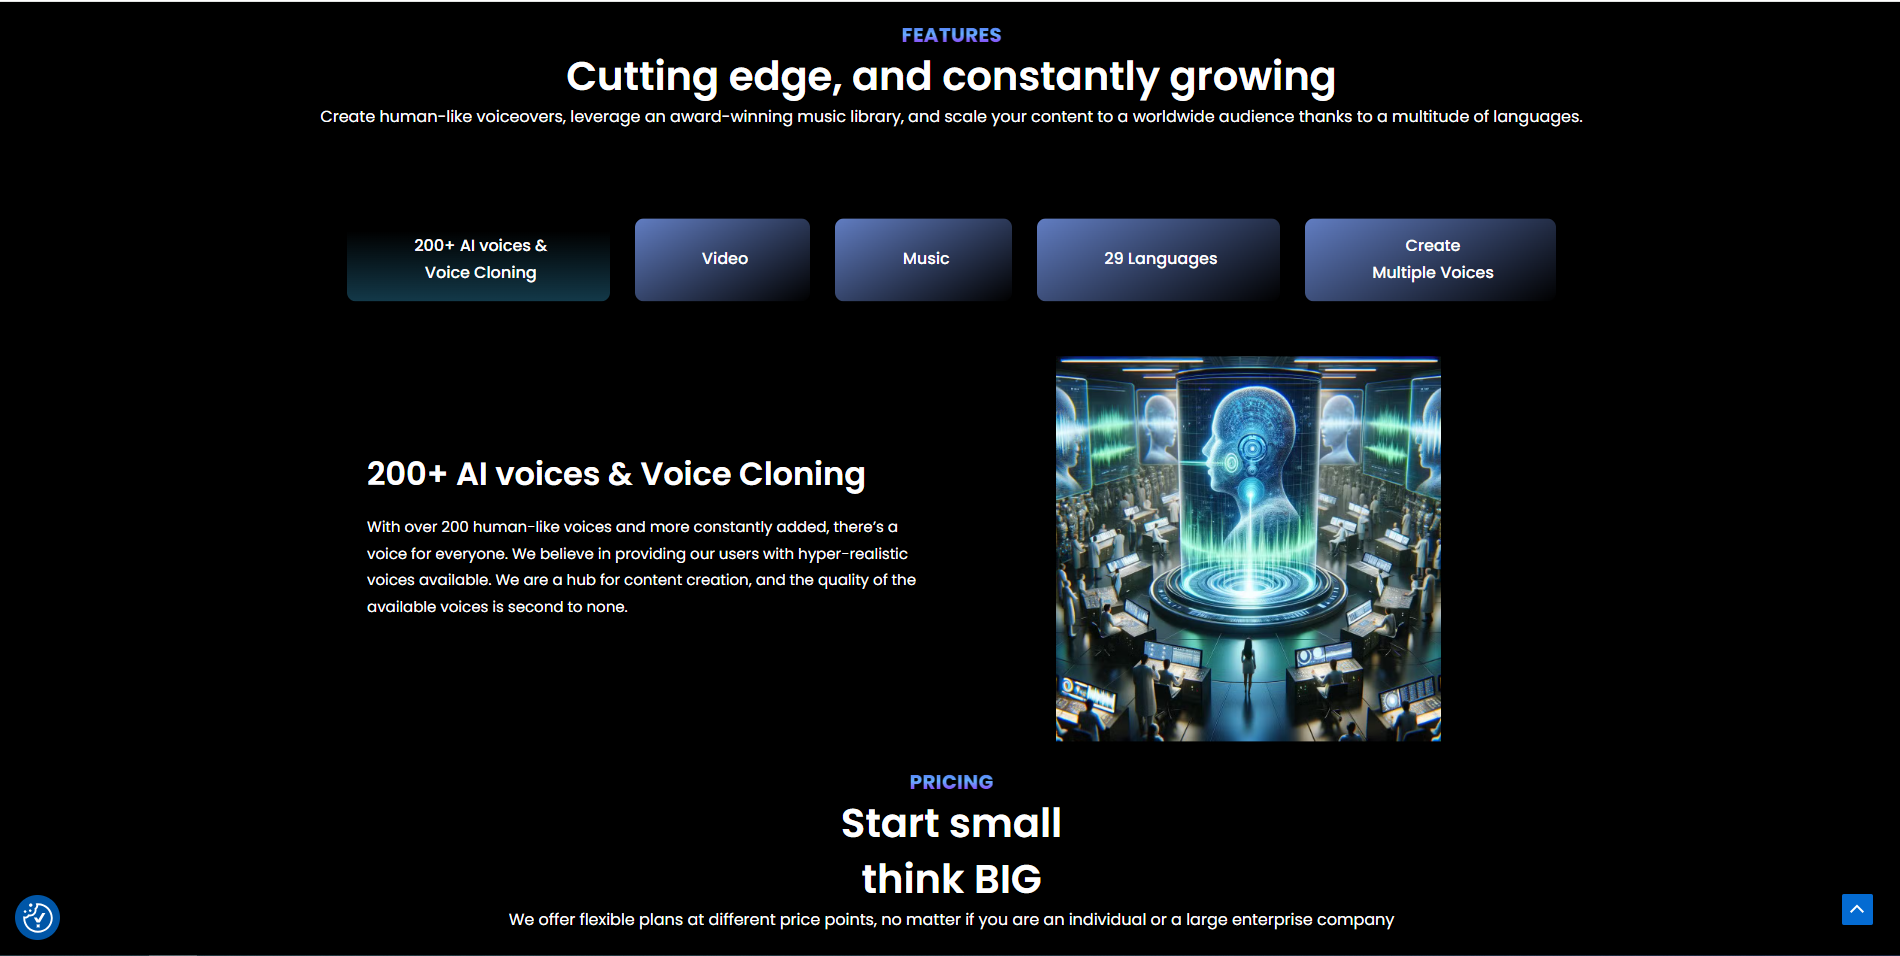 FEATURES
Cutting edge, and constantly growing
Create human-like voiceovers, leverage an award-winning music library, and scale your content to a worldwide audience thanks to a multitude of languages.
200+ AI voices &
Voice Cloning
Video
Music
29 Languages
Create
Multiple Voices
200+ AI voices & Voice Cloning
With over 200 human-like voices and more constantly added, there's a
voice for everyone. We believe in providing our users with hyper-realistic
voices available. We are a hub for content creation, and the quality of the
available voices is second to none.
PRICING
Start small
think BIG
We offer flexible plans at different price points, no matter if you are an individual or a large enterprise company